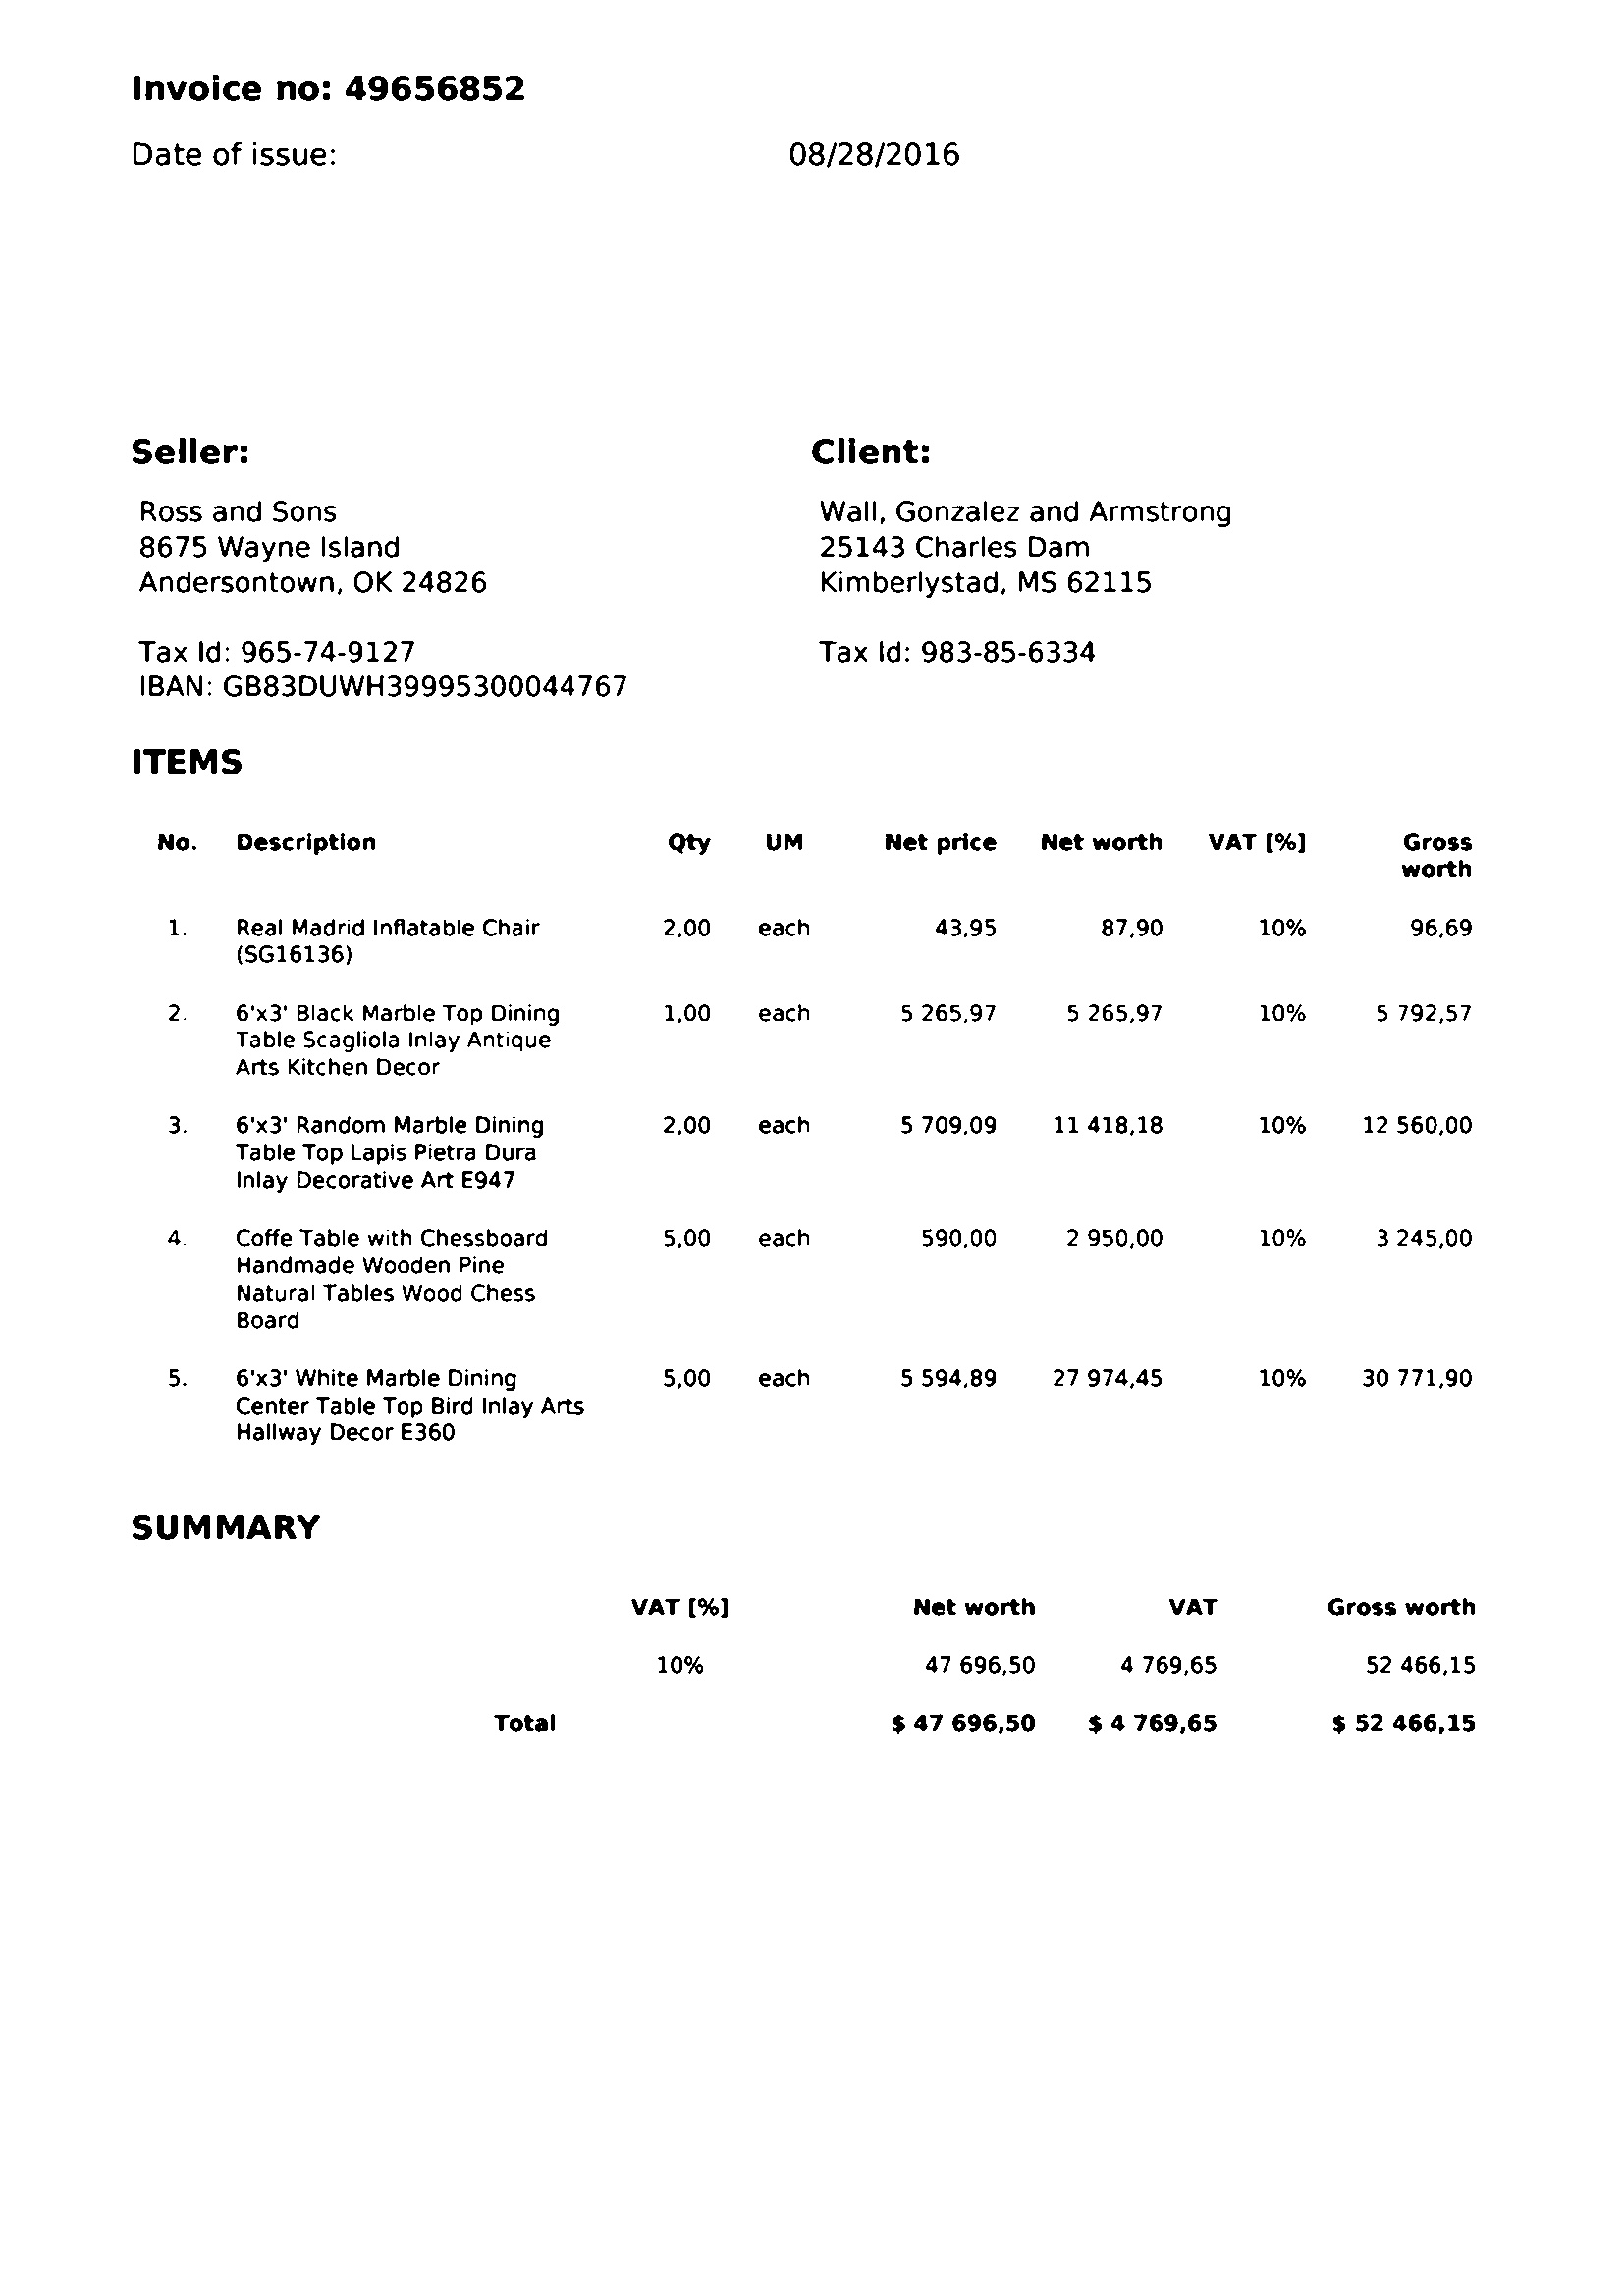 Invoice no: 49656852
Date of issue: 08/28/2016
Seller: Client:
Ross and Sons Wall, Gonzalez and Armstrong
8675 Wayne Island 25143 Charles Dam
Andersontown, OK 24826 Kimberlystad, MS 62115
Tax Id: 965-74-9127 Tax Id: 983-85-6334
IBAN: GB83DUWH39995300044767
ITEMS
No. Description Qty UM Net price Net worth VAT [%] Gross
worth
1. Real Madrid Inflatable Chair 2,00 each 43,95 87,90 10% 96,69
(SG16136)
2. 6'x3' Black Marble Top Dining 1,00 each 5 265,97 5 265,97 10% 5 792,57
Table Scagliola Inlay Antique
Arts Kitchen Decor
3. 6'x3' Random Marble Dining 2,00 each 5 709,09 11 418,18 10% 12 560,00
Table Top Lapis Pietra Dura
Inlay Decorative Art E947
4. Coffe Table with Chessboard 5,00 each 590,00 2 950,00 10% 3 245,00
Handmade Wooden Pine
Natural Tables Wood Chess
Board
5. 6'x3' White Marble Dining 5,00 each 5 594,89 27 974,45 10% 30 771,90
Center Table Top Bird Inlay Arts
Hallway Decor E360
SUMMARY
VAT [%] Net worth VAT Gross worth
10% 47 696,50 4 769,65 52 466,15
Total $ 47 696,50 $ 4 769,65 $ 52 466,15